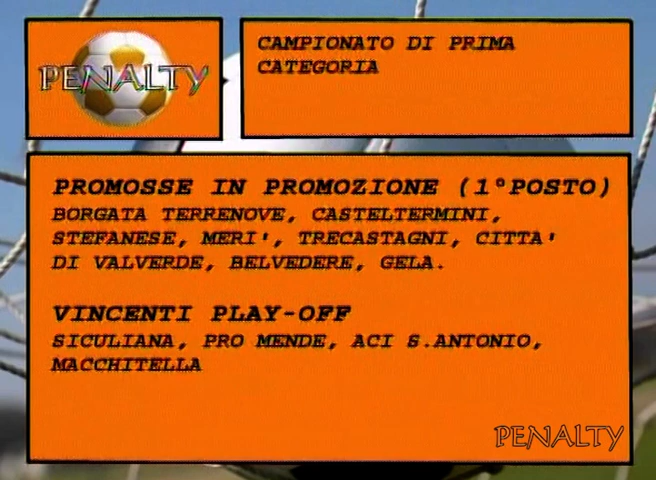 PENALTY
CAMPIONATO DI PRIMA
CATEGORIA
PROMOSSE IN PROMOZIONE (1°POSTO)
BORGATA TERRENOVE, CASTELTERMINI,
STEFANESE, MERI', TRECASTAGNI, CITTA'
DI VALVERDE, BELVEDERE, GELA.
VINCENTI PLAY-OFF
SICULIANA, PRO MENDE, ACI S.ANTONIO,
MACCHITELLA
PENALTY